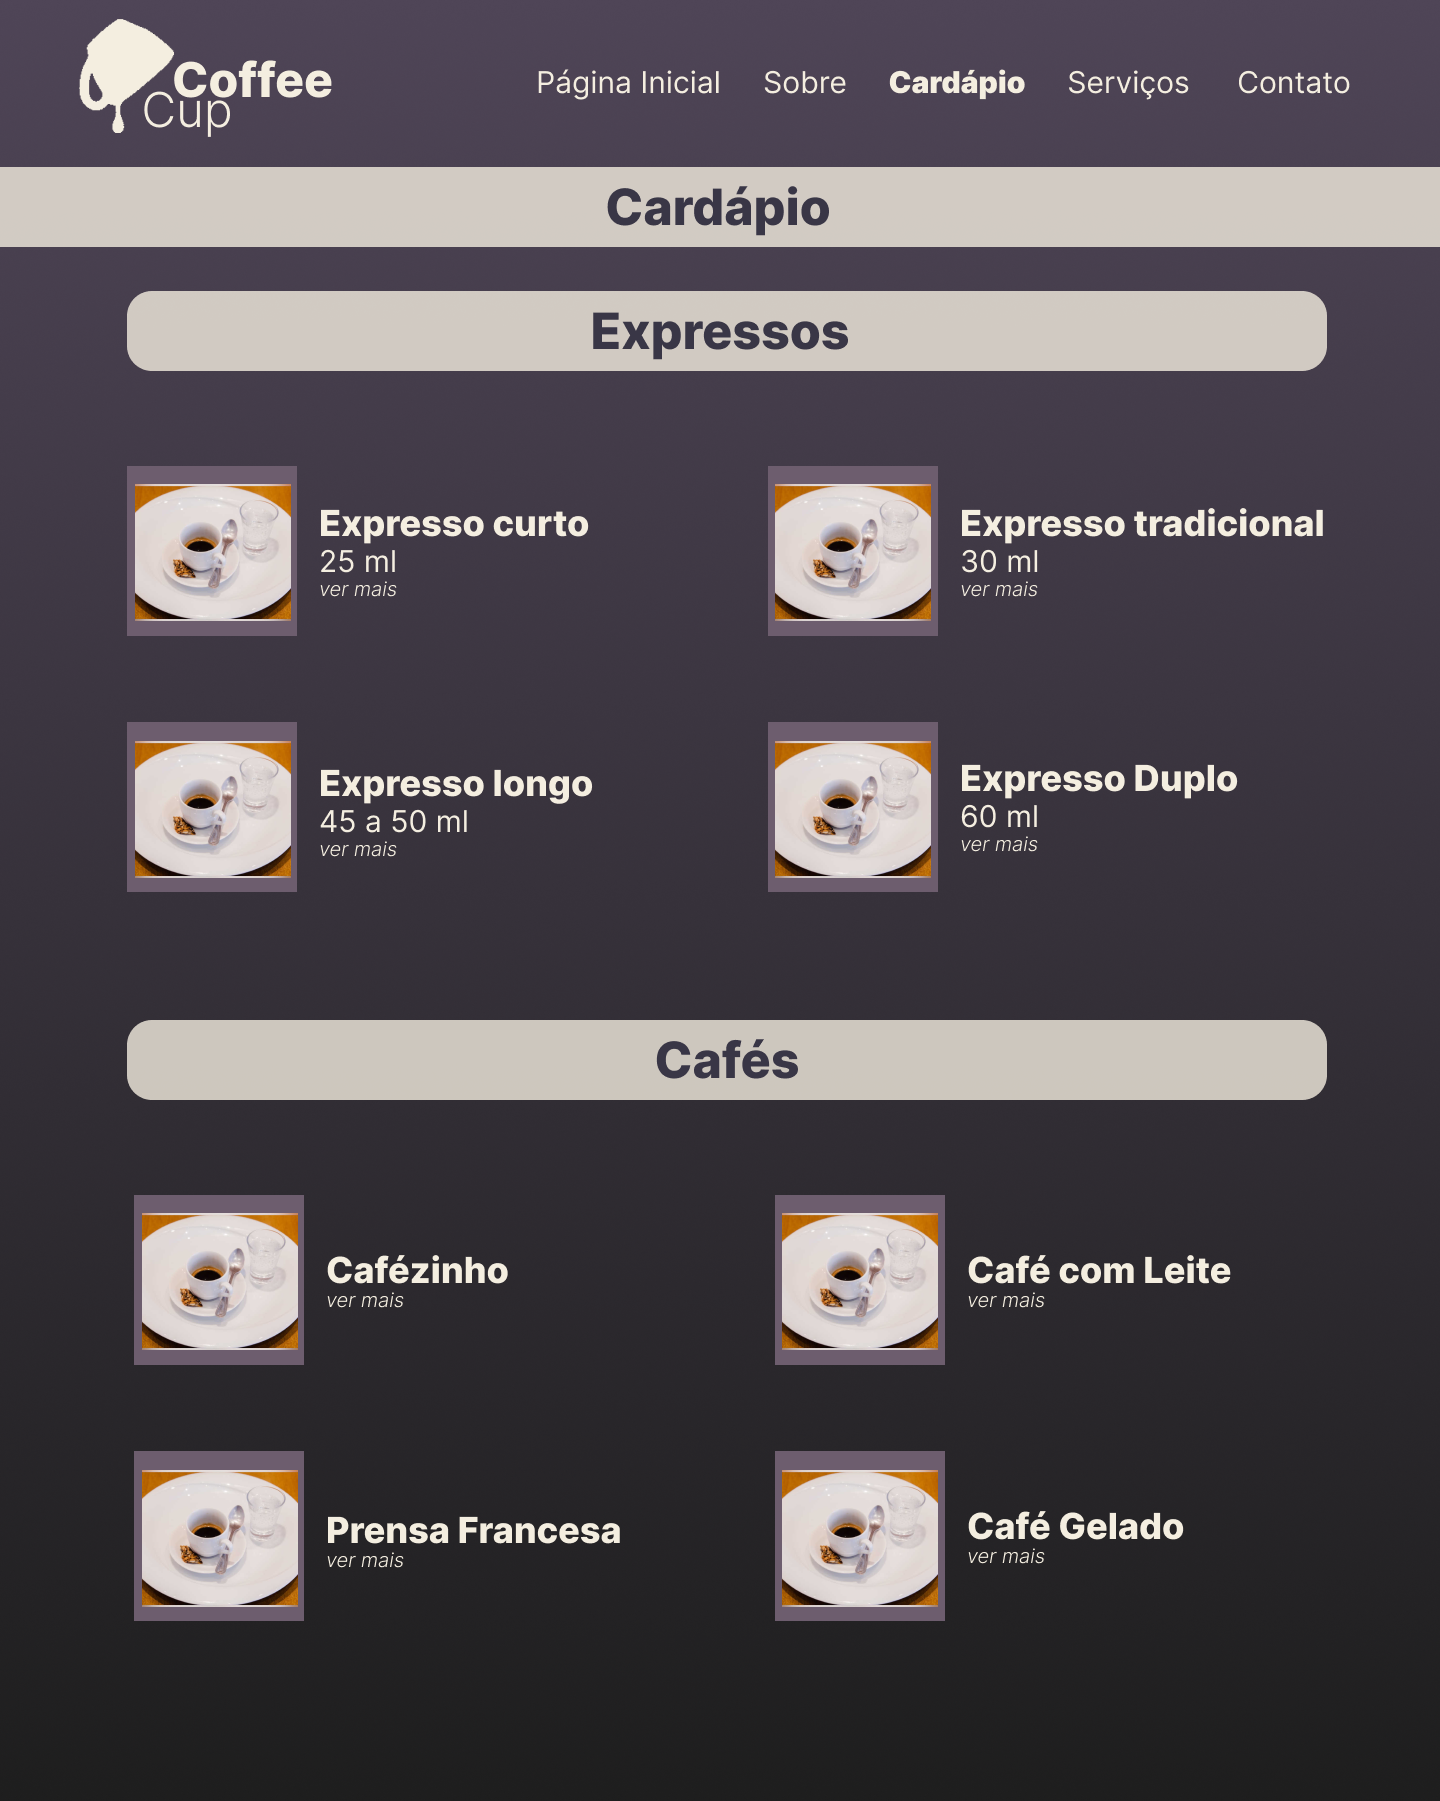 Coffee
Cup
Página Inicial Sobre Cardápio Serviços Contato
Cardápio
Expressos
Expresso curto
25 ml
ver mais
Expresso tradicional
30 ml
ver mais
Expresso longo
45 a 50 ml
ver mais
Expresso Duplo
60 ml
ver mais
Cafés
Cafézinho
ver mais
Café com Leite
ver mais
Prensa Francesa
ver mais
Café Gelado
ver mais